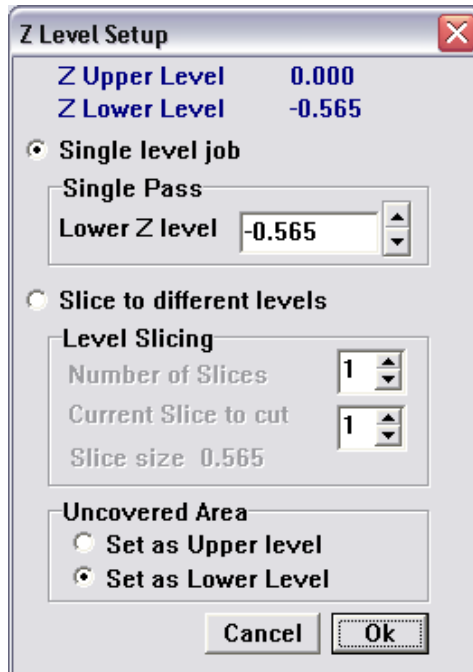 Z Level Setup
Z Upper Level 0.000
Z Lower Level -0.565
Single level job
Single Pass
Lower Z level -0.565
Slice to different levels
Level Slicing
Number of Slices 1
Current Slice to cut 1
Slice size 0.565
Uncovered Area
Set as Upper level
Set as Lower Level
Cancel Ok